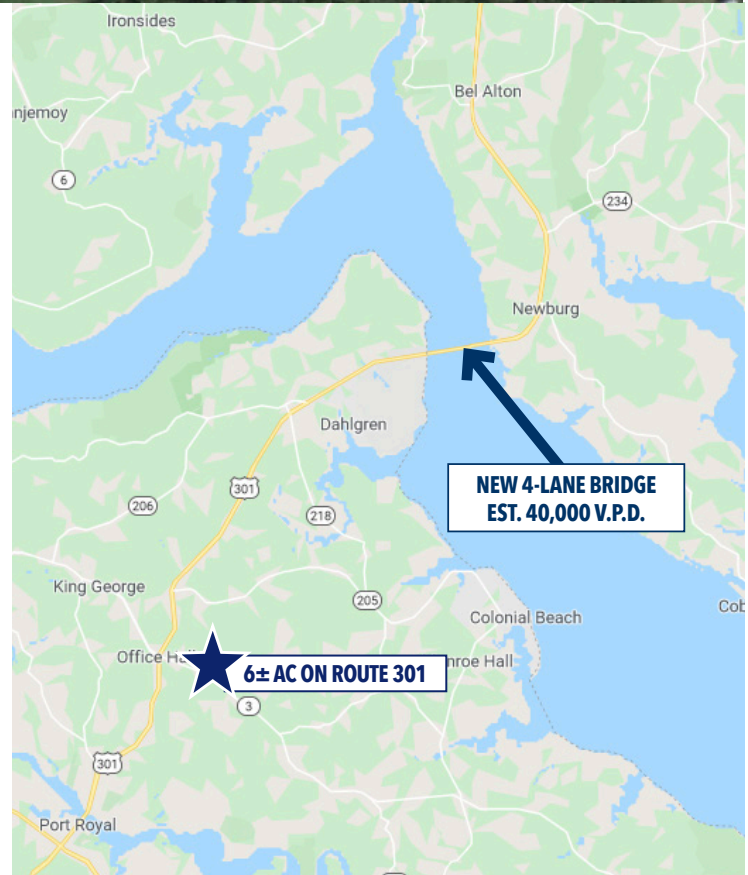 Ironsides
Bel Alton
njemoy
6
234
Newburg
Dahlgren
NEW 4-LANE BRIDGE
EST. 40,000 V.P.D.
301
206
218
King George
205
Colonial Beach
Cob
Office Hall
6± AC ON ROUTE 301
nroe Hall
3
301
Port Royal